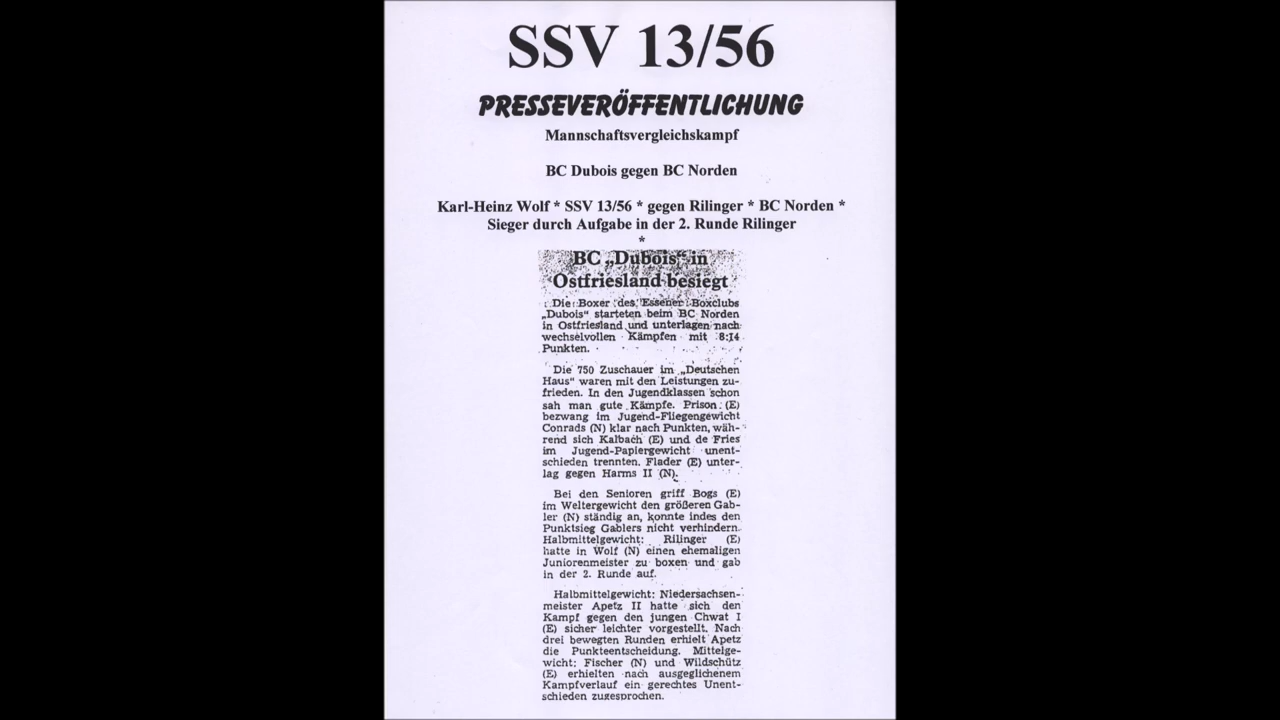 SSV 13/56
PRESSEVERÖFFENTLICHUNG
Mannschaftsvergleichskampf
BC Dubois gegen BC Norden
Karl-Heinz Wolf * SSV 13/56 * gegen Rilinger * BC Norden *
Sieger durch Aufgabe in der 2. Runde Rilinger
*
BC „Dubois“ in
Ostfriesland besiegt
Die Boxer des Essener Boxclubs
„Dubois“ starteten beim BC Norden
in Ostfriesland und unterlagen nach
wechselvollen Kämpfen mit 8:14
Punkten.
Die 750 Zuschauer im „Deutschen
Haus“ waren mit den Leistungen zu-
frieden. In den Jugendklassen schon
sah man gute Kämpfe. Prison (E)
bezwang im Jugend-Fliegengewicht
Conrads (N) klar nach Punkten, wäh-
rend sich Kalbach (E) und de Fries
im Jugend-Papiergewicht unent-
schieden trennten. Flader (E) unter-
lag gegen Harms II (N).
Bei den Senioren griff Bogs (E)
im Weltergewicht den größeren Gab-
ler (N) ständig an, konnte indes den
Punktsieg Gablers nicht verhindern.
Halbmittelgewicht: Rilinger (E)
hatte in Wolf (N) einen ehemaligen
Juniorenmeister zu boxen und gab
in der 2. Runde auf.
Halbmittelgewicht: Niedersachsen-
meister Apetz II hatte sich den
Kampf gegen den jungen Chwat I
(E) sicher leichter vorgestellt. Nach
drei bewegten Runden erhielt Apetz
die Punkteentscheidung. Mittelge-
wicht: Fischer (N) und Wildschütz
(E) erhielten nach ausgeglichenem
Kampfverlauf ein gerechtes Unent-
schieden zugesprochen.